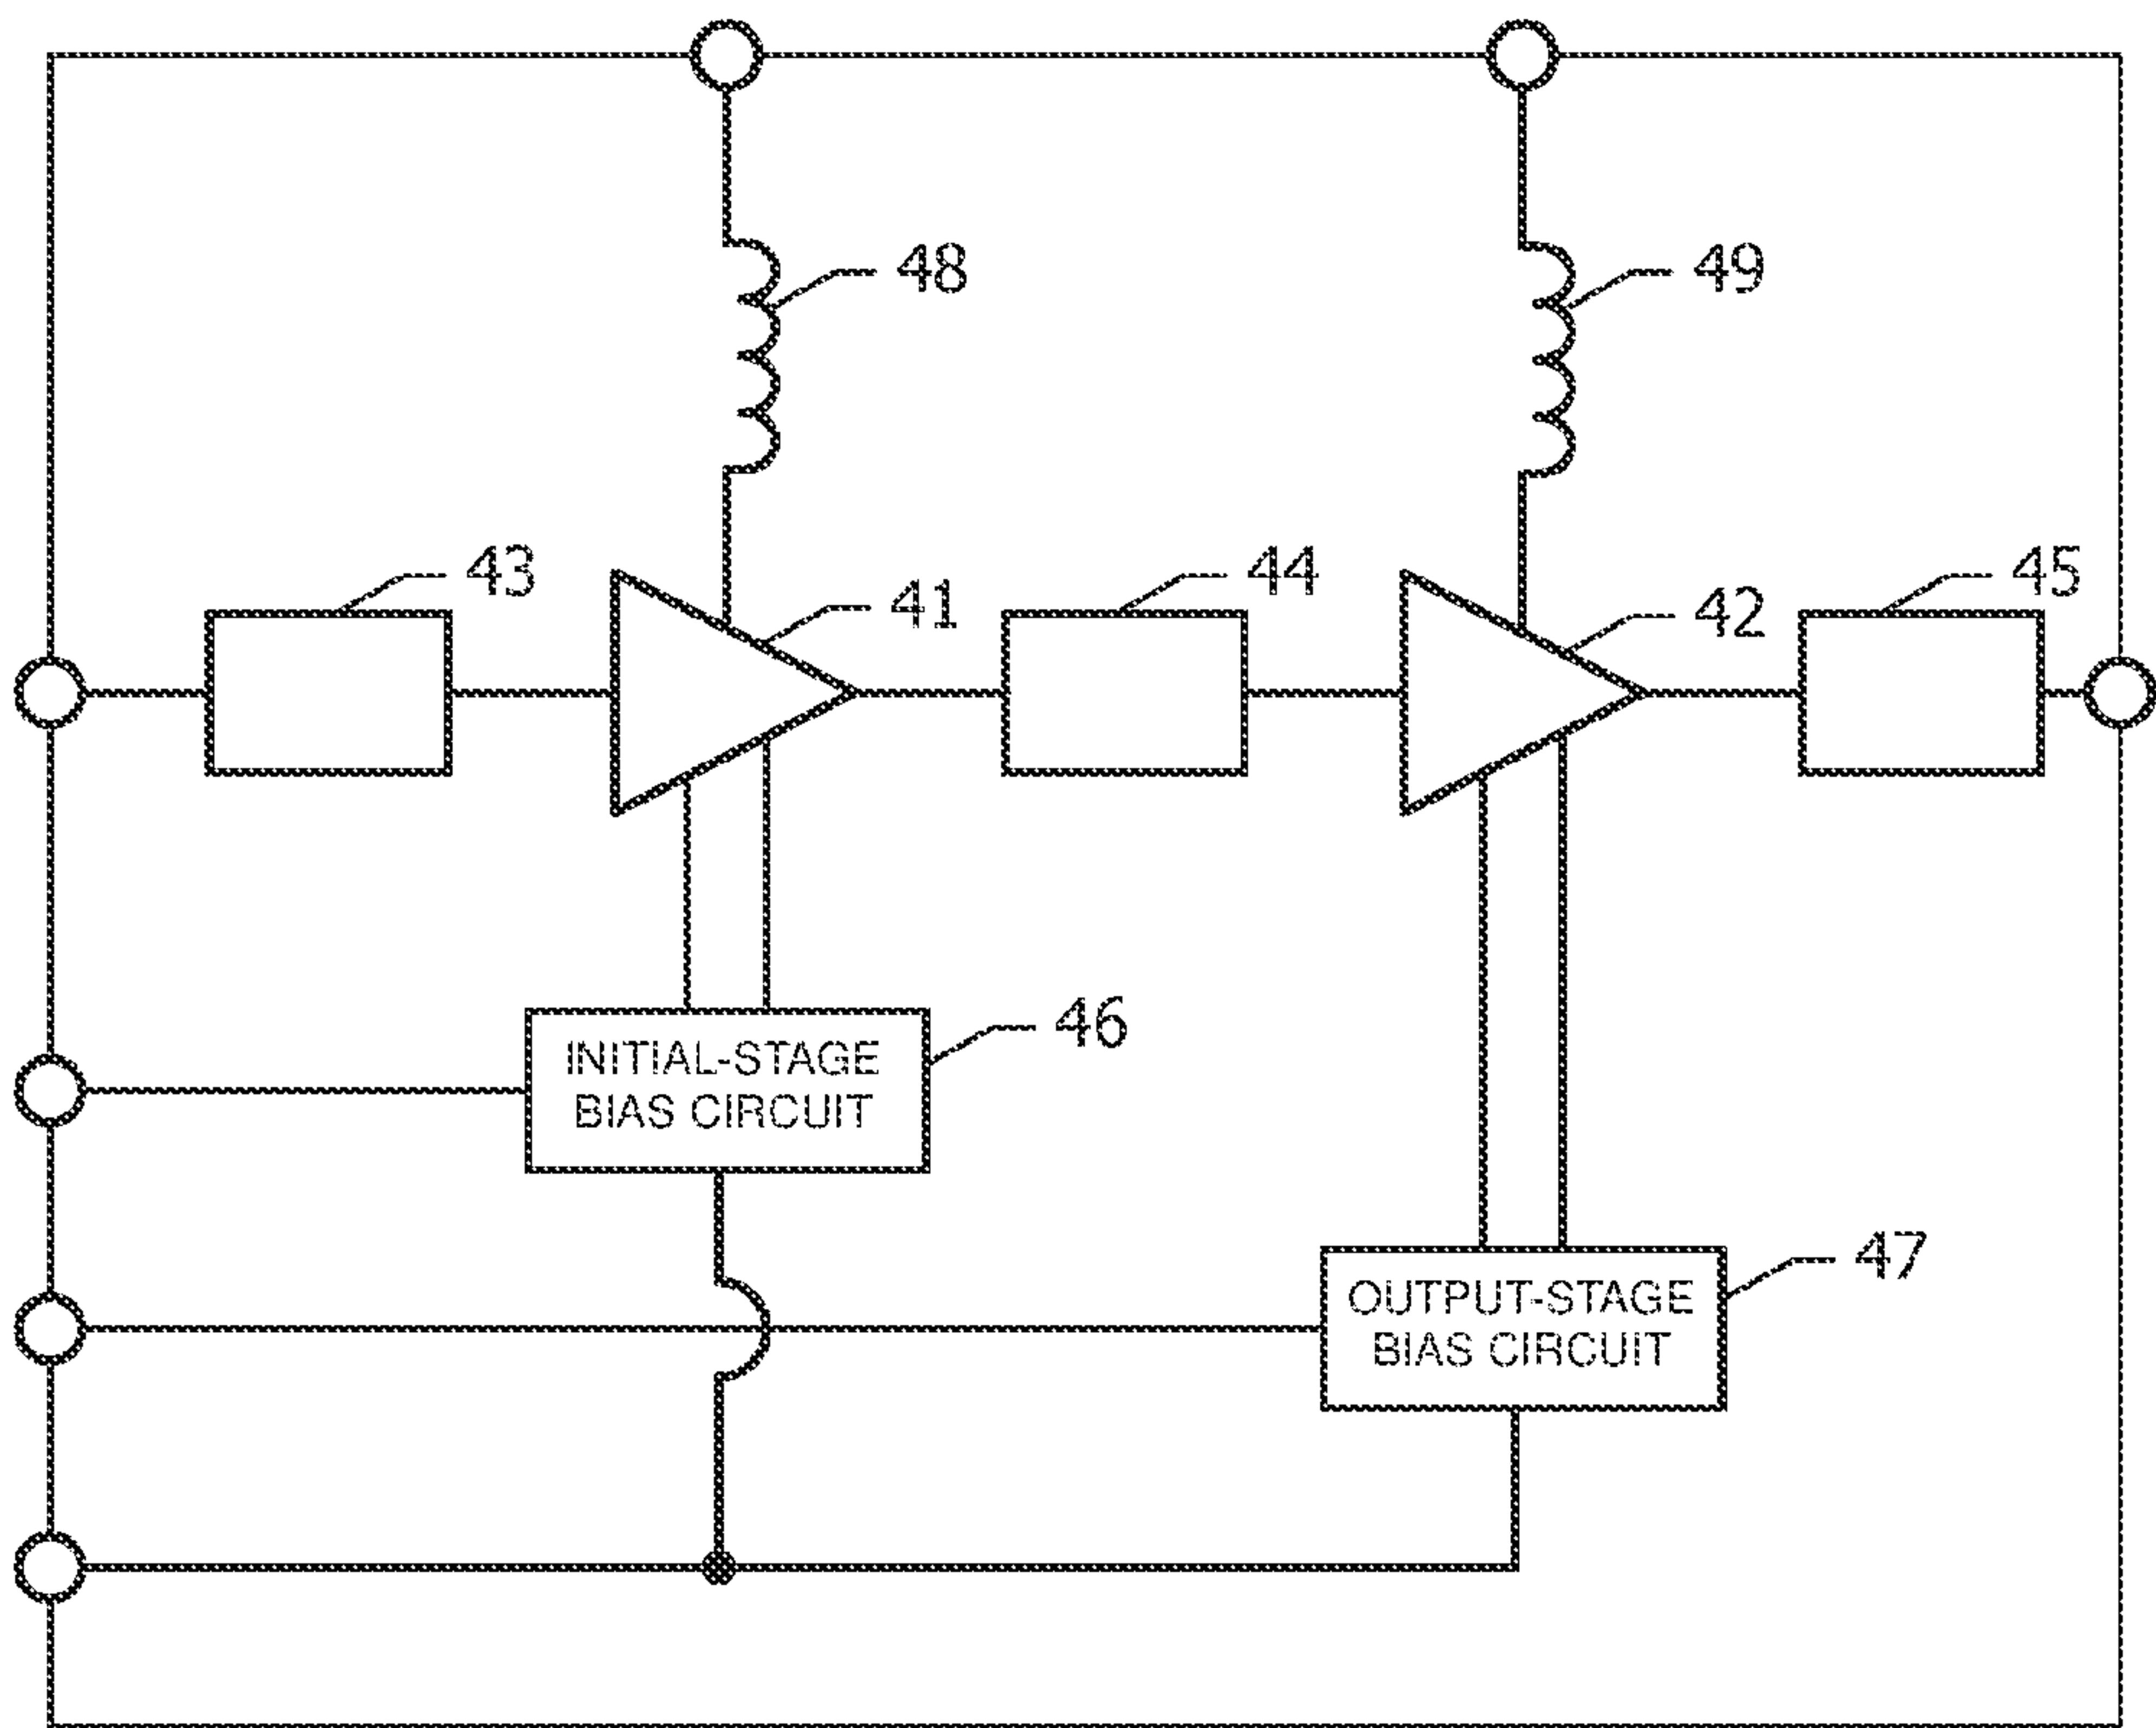 48
49
43
41
44
42
45
46
INITIAL-STAGE
BIAS CIRCUIT
47
OUTPUT-STAGE
BIAS CIRCUIT